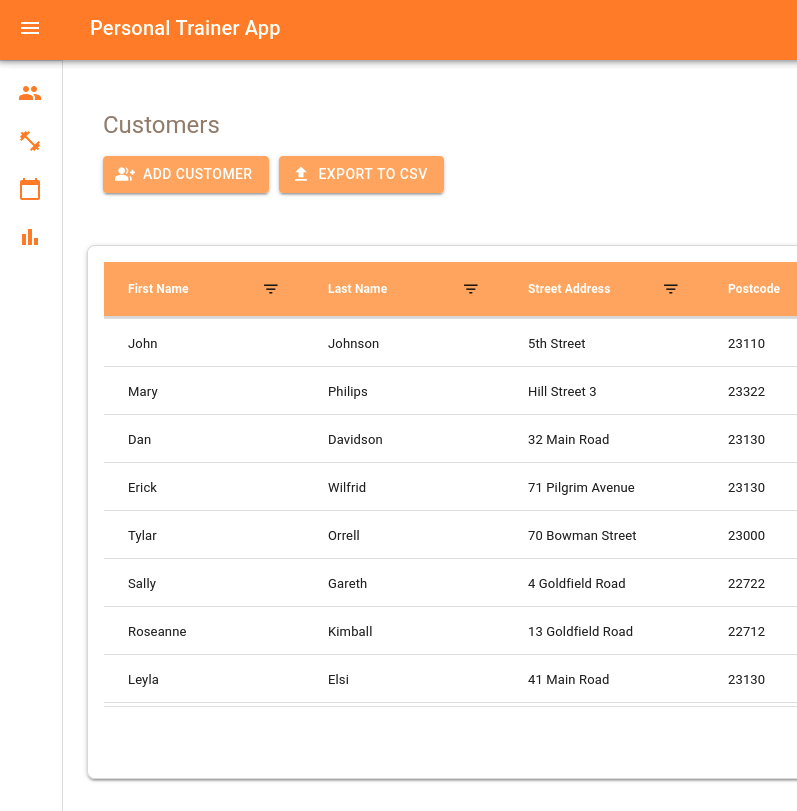 Personal Trainer App
Customers
ADD CUSTOMER EXPORT TO CSV
First Name Last Name Street Address Postcode
John Johnson 5th Street 23110
Mary Philips Hill Street 3 23322
Dan Davidson 32 Main Road 23130
Erick Wilfrid 71 Pilgrim Avenue 23130
Tylar Orrell 70 Bowman Street 23000
Sally Gareth 4 Goldfield Road 22722
Roseanne Kimball 13 Goldfield Road 22712
Leyla Elsi 41 Main Road 23130